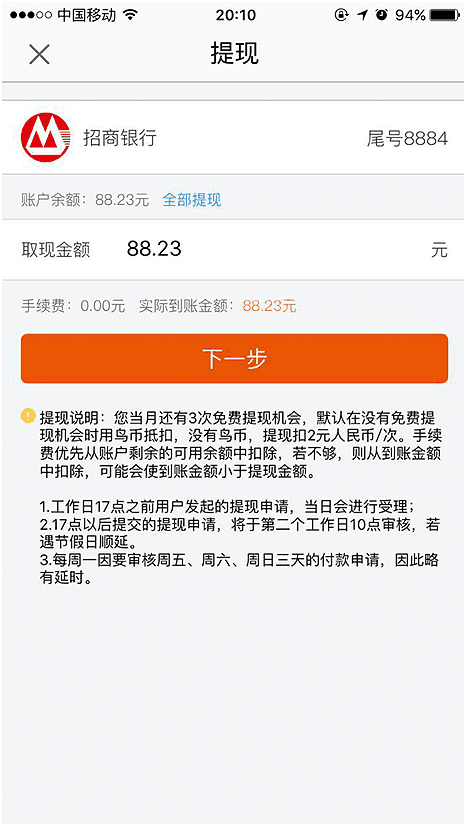 中国移动 20:10 94%
提现
招商银行 尾号8884
账户余额：88.23元 全部提现
取现金额 88.23 元
手续费：0.00元 实际到账金额：88.23元
下一步
提现说明：您当月还有3次免费提现机会，默认在没有免费提
现机会时用鸟币抵扣，没有鸟币，提现扣2元人民币/次。手续
费优先从账户剩余的可用余额中扣除，若不够，则从到账金额
中扣除，可能会使到账金额小于提现金额。
1.工作日17点之前用户发起的提现申请，当日会进行受理；
2.17点以后提交的提现申请，将于第二个工作日10点审核，若
遇节假日顺延。
3.每周一因要审核周五、周六、周日三天的付款申请，因此略
有延时。